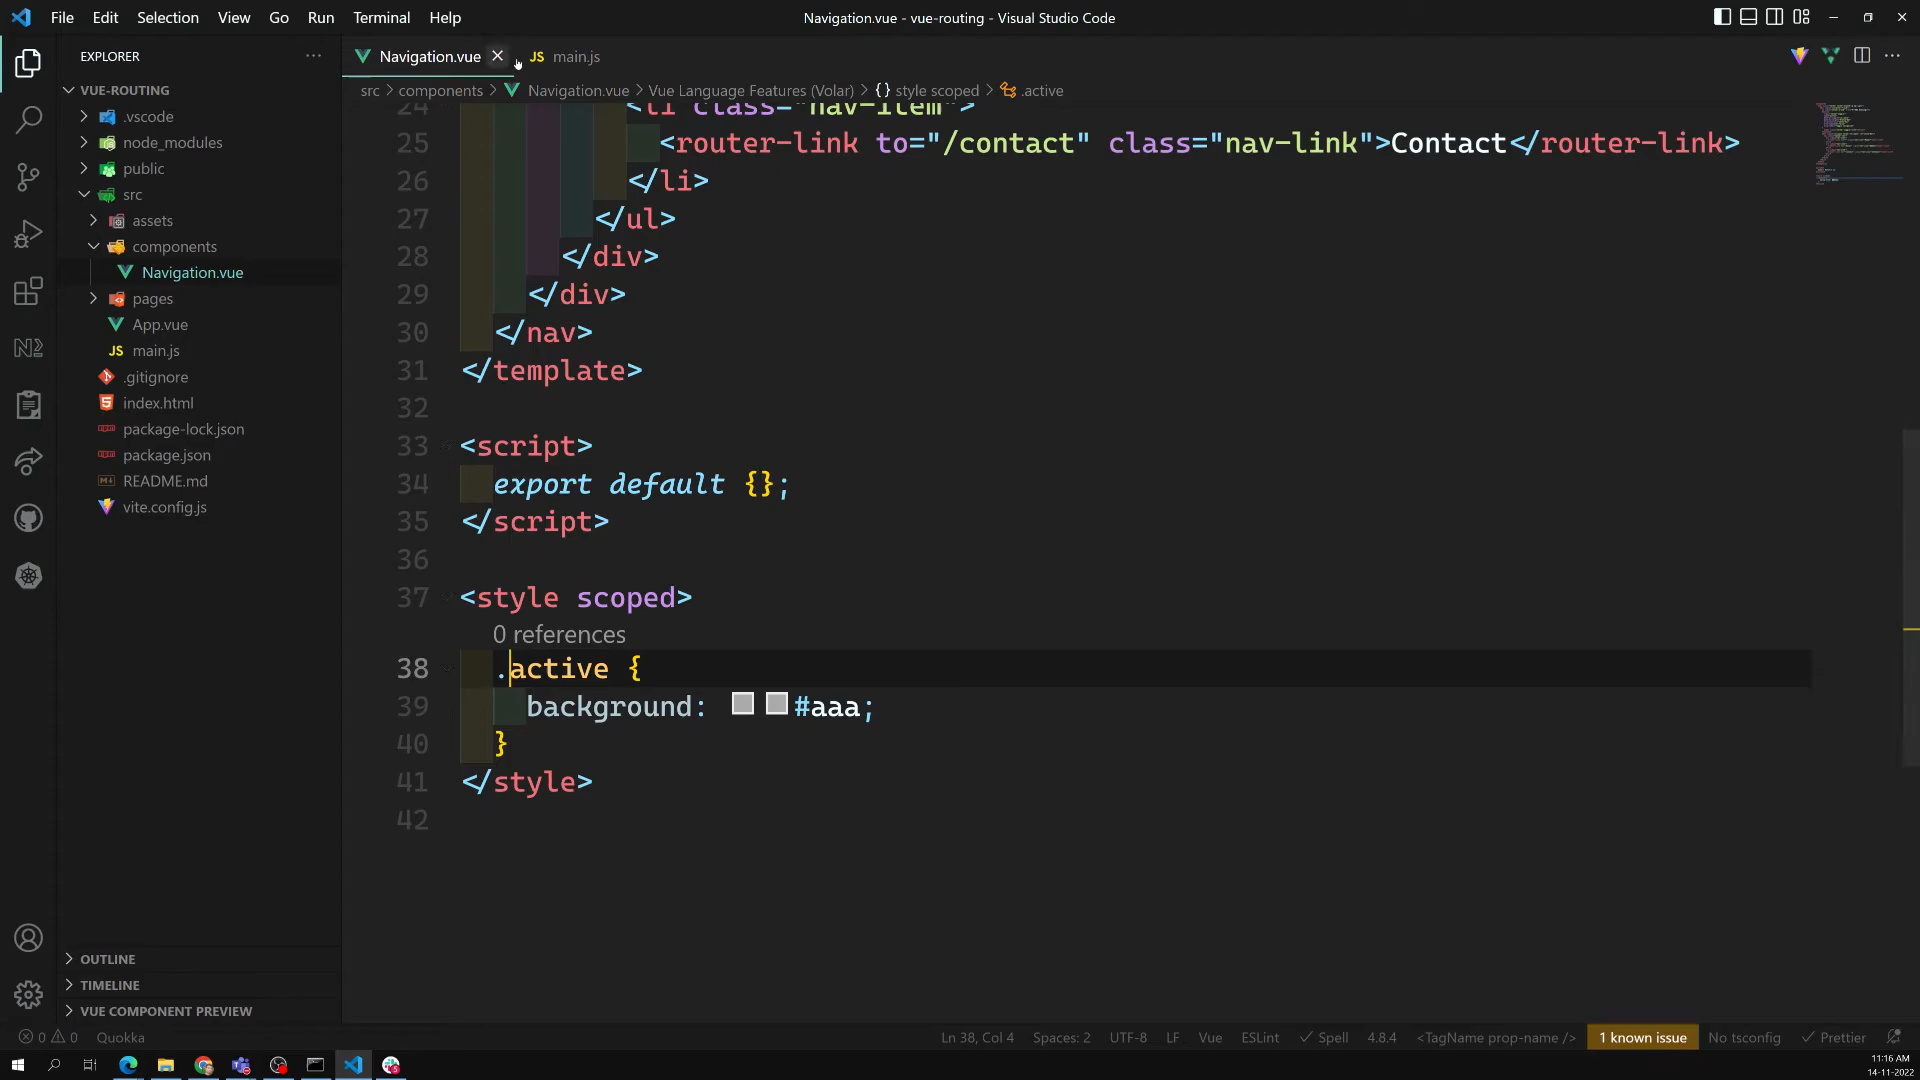 File Edit Selection View Go Run Terminal Help
Navigation.vue - vue-routing - Visual Studio Code
EXPLORER
VUE-ROUTING
.vscode
node_modules
public
src
assets
components
Navigation.vue
pages
App.vue
JS main.js
.gitignore
index.html
package-lock.json
package.json
README.md
vite.config.js
OUTLINE
TIMELINE
VUE COMPONENT PREVIEW
Navigation.vue
JS main.js
src > components > Navigation.vue > Vue Language Features (Volar) > {} style scoped > .active
24 <li class="nav-item">
25 <router-link to="/contact" class="nav-link">Contact</router-link>
26 </li>
27 </ul>
28 </div>
29 </div>
30 </nav>
31 </template>
32
33 <script>
34 export default {};
35 </script>
36
37 <style scoped>
0 references
38 .active {
39 background: #aaa;
40 }
41 </style>
42
0 0 Quokka
Ln 38, Col 4 Spaces: 2 UTF-8 LF Vue ESLint Spell 4.8.4 <TagName prop-name /> 1 known issue No tsconfig Prettier
11:16 AM
14-11-2022